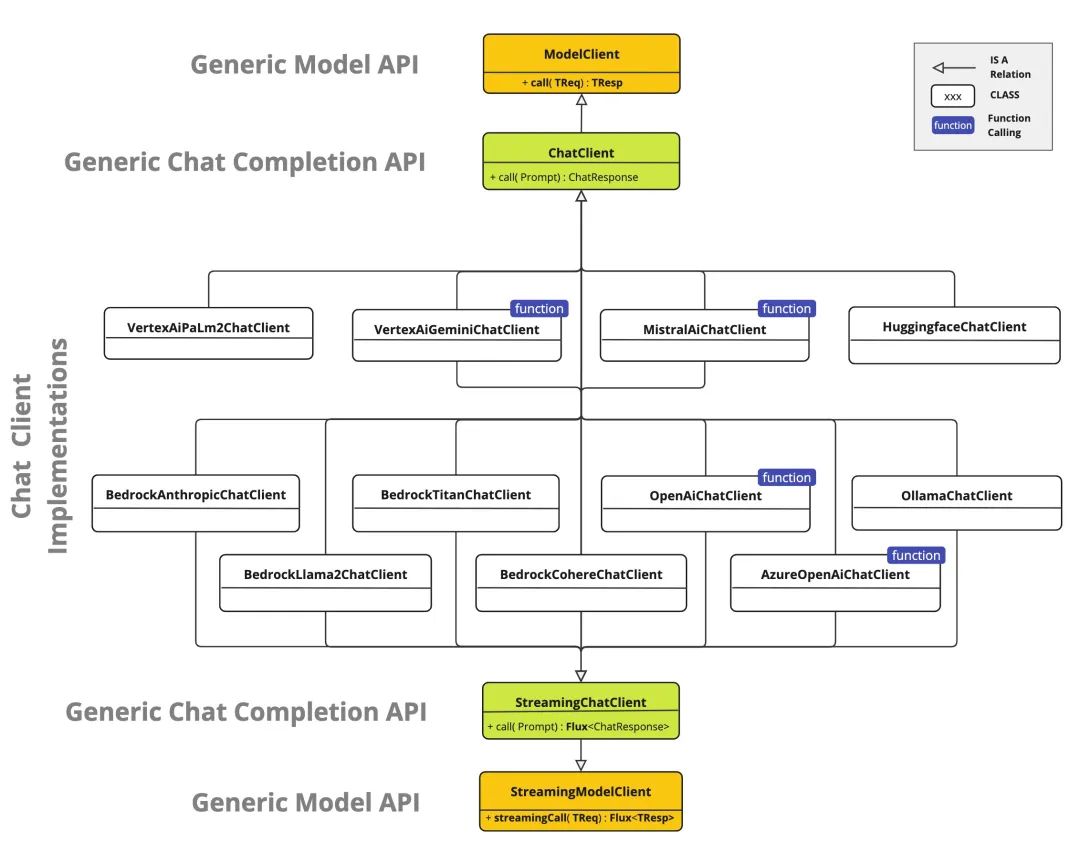 Generic Model API
ModelClient
+ call( TReq) : TResp
IS A
Relation
xxx
CLASS
function
Function
Calling
Generic Chat Completion API
ChatClient
+ call( Prompt) : ChatResponse
Chat Client
Implementations
VertexAiPaLm2ChatClient
function
VertexAiGeminiChatClient
function
MistralAiChatClient
HuggingfaceChatClient
BedrockAnthropicChatClient
BedrockTitanChatClient
function
OpenAiChatClient
OllamaChatClient
BedrockLlama2ChatClient
BedrockCohereChatClient
function
AzureOpenAiChatClient
Generic Chat Completion API
StreamingChatClient
+ call( Prompt) : Flux<ChatResponse>
Generic Model API
StreamingModelClient
+ streamingCall( TReq) : Flux<TResp>